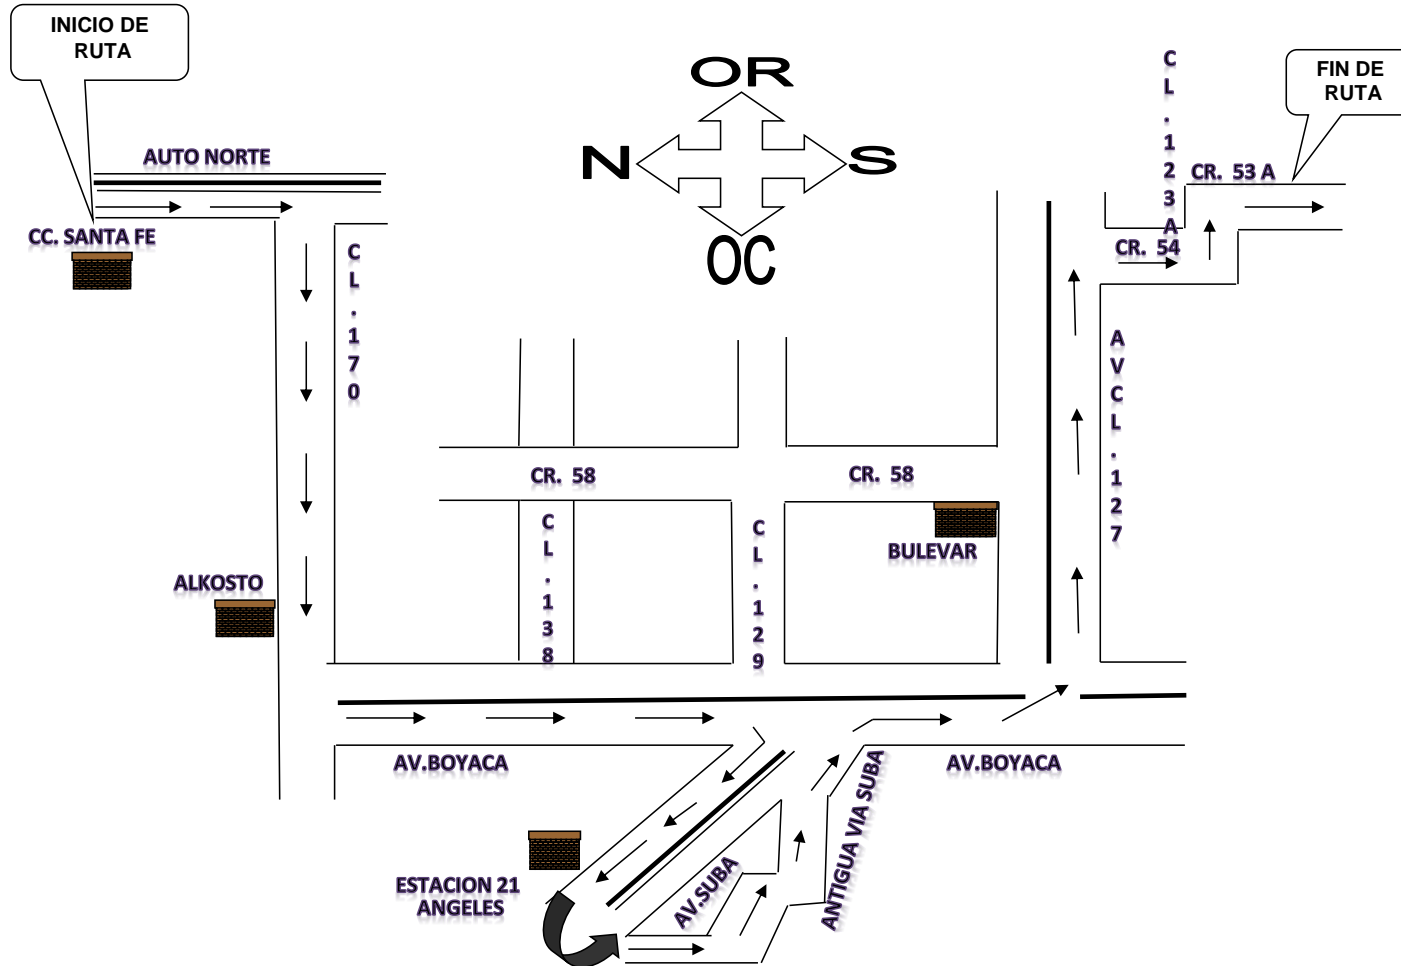 INICIO DE
RUTA
OR
N
S
OC
CL.123A
FIN DE
RUTA
AUTO NORTE
CR. 53 A
CC. SANTA FE
CL.170
CR. 54
AVCL.127
CR. 58
CR. 58
CL.138
CL.129
BULEVAR
ALKOSTO
AV.BOYACA
AV.BOYACA
ESTACION 21
ANGELES
AV.SUBA
ANTIGUA VIA SUBA